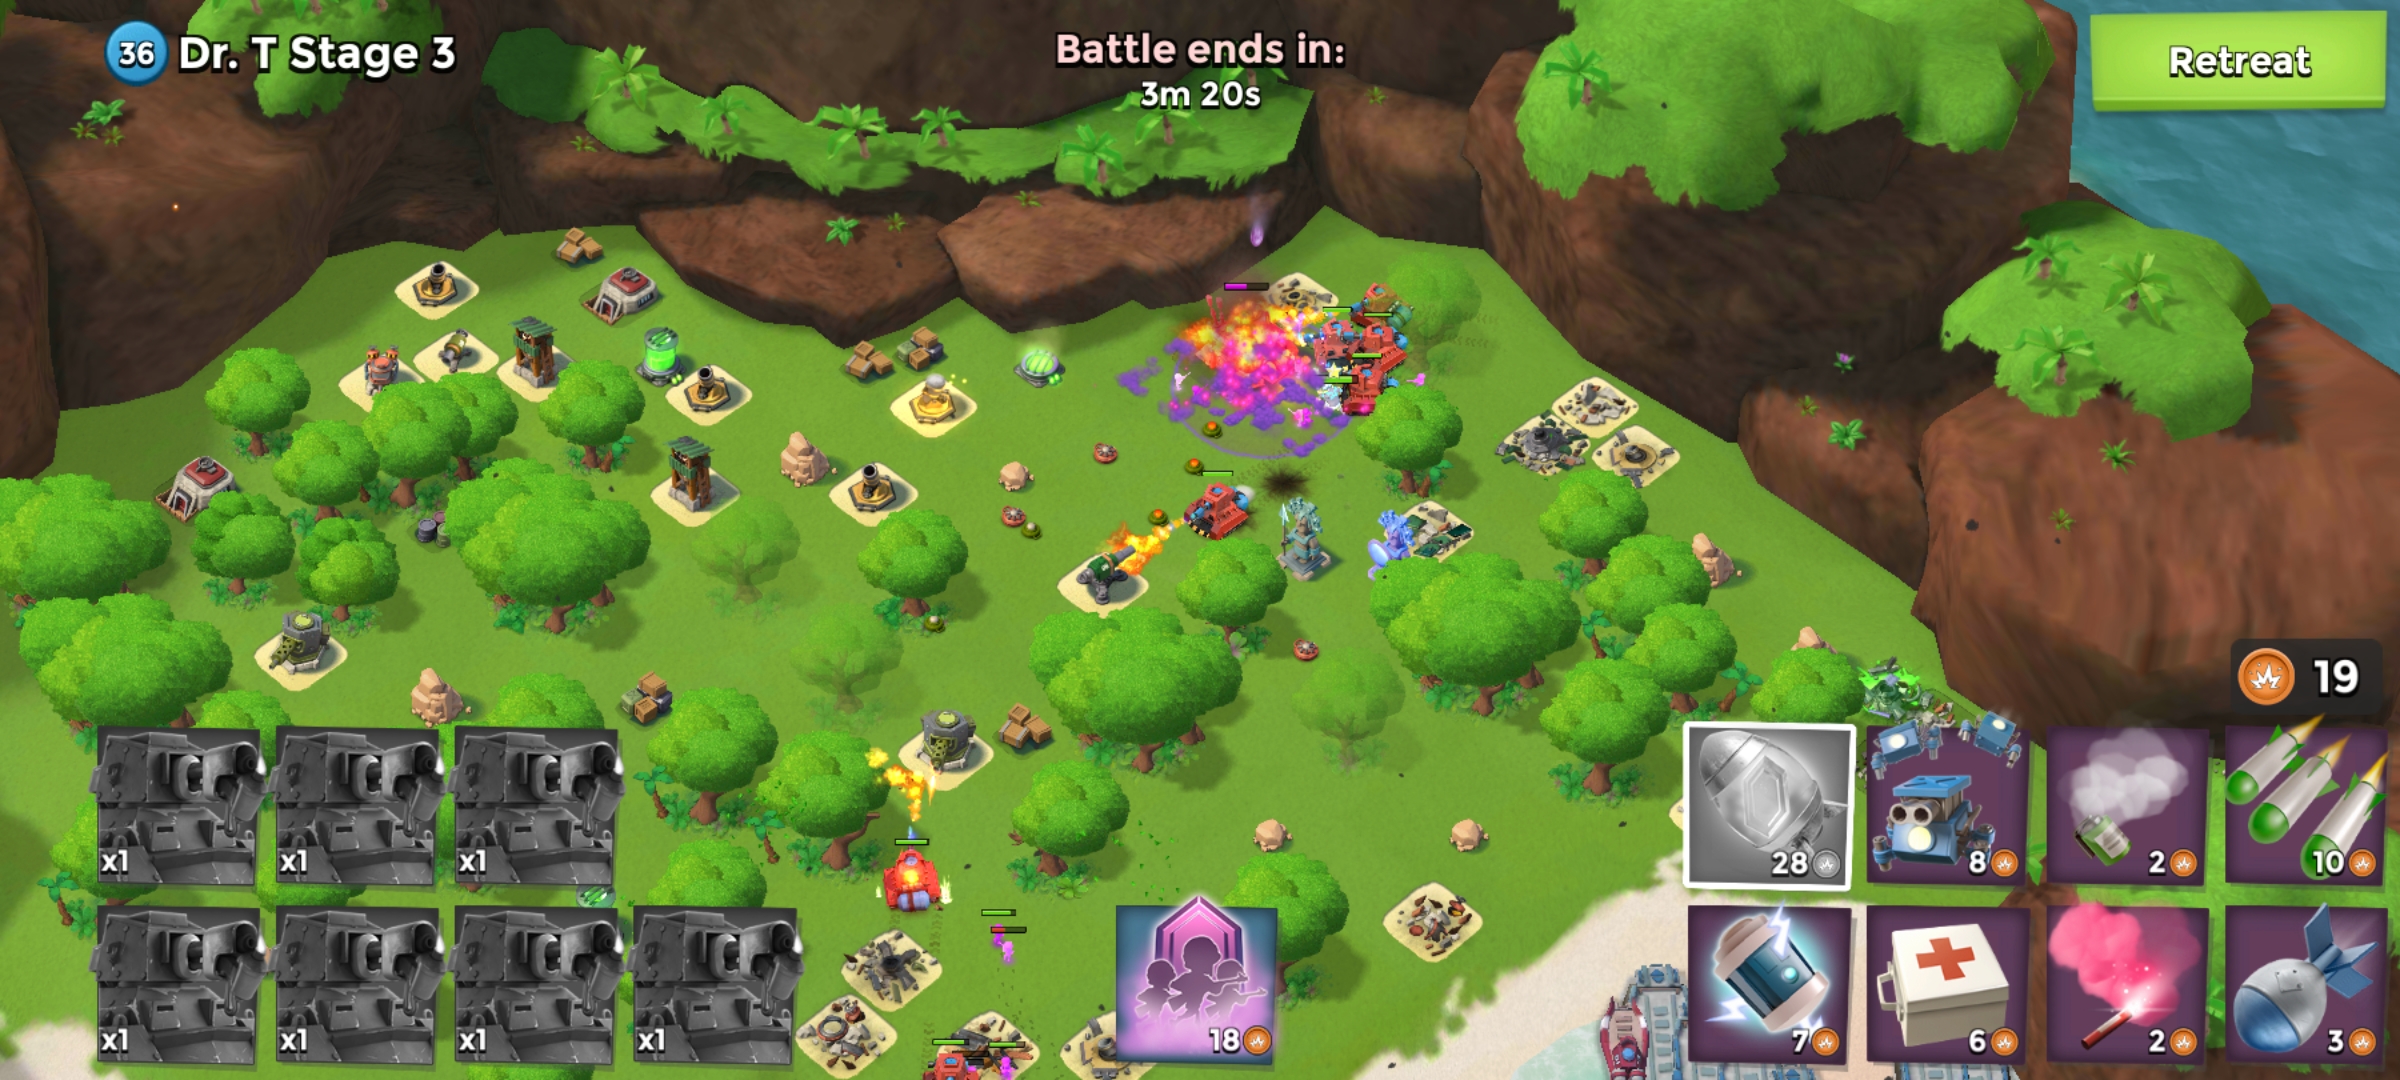 36 Dr. T Stage 3
Battle ends in:
3m 20s
Retreat
19
x1 x1 x1
28 8 2 10
x1 x1 x1 x1
18
7 6 2 3